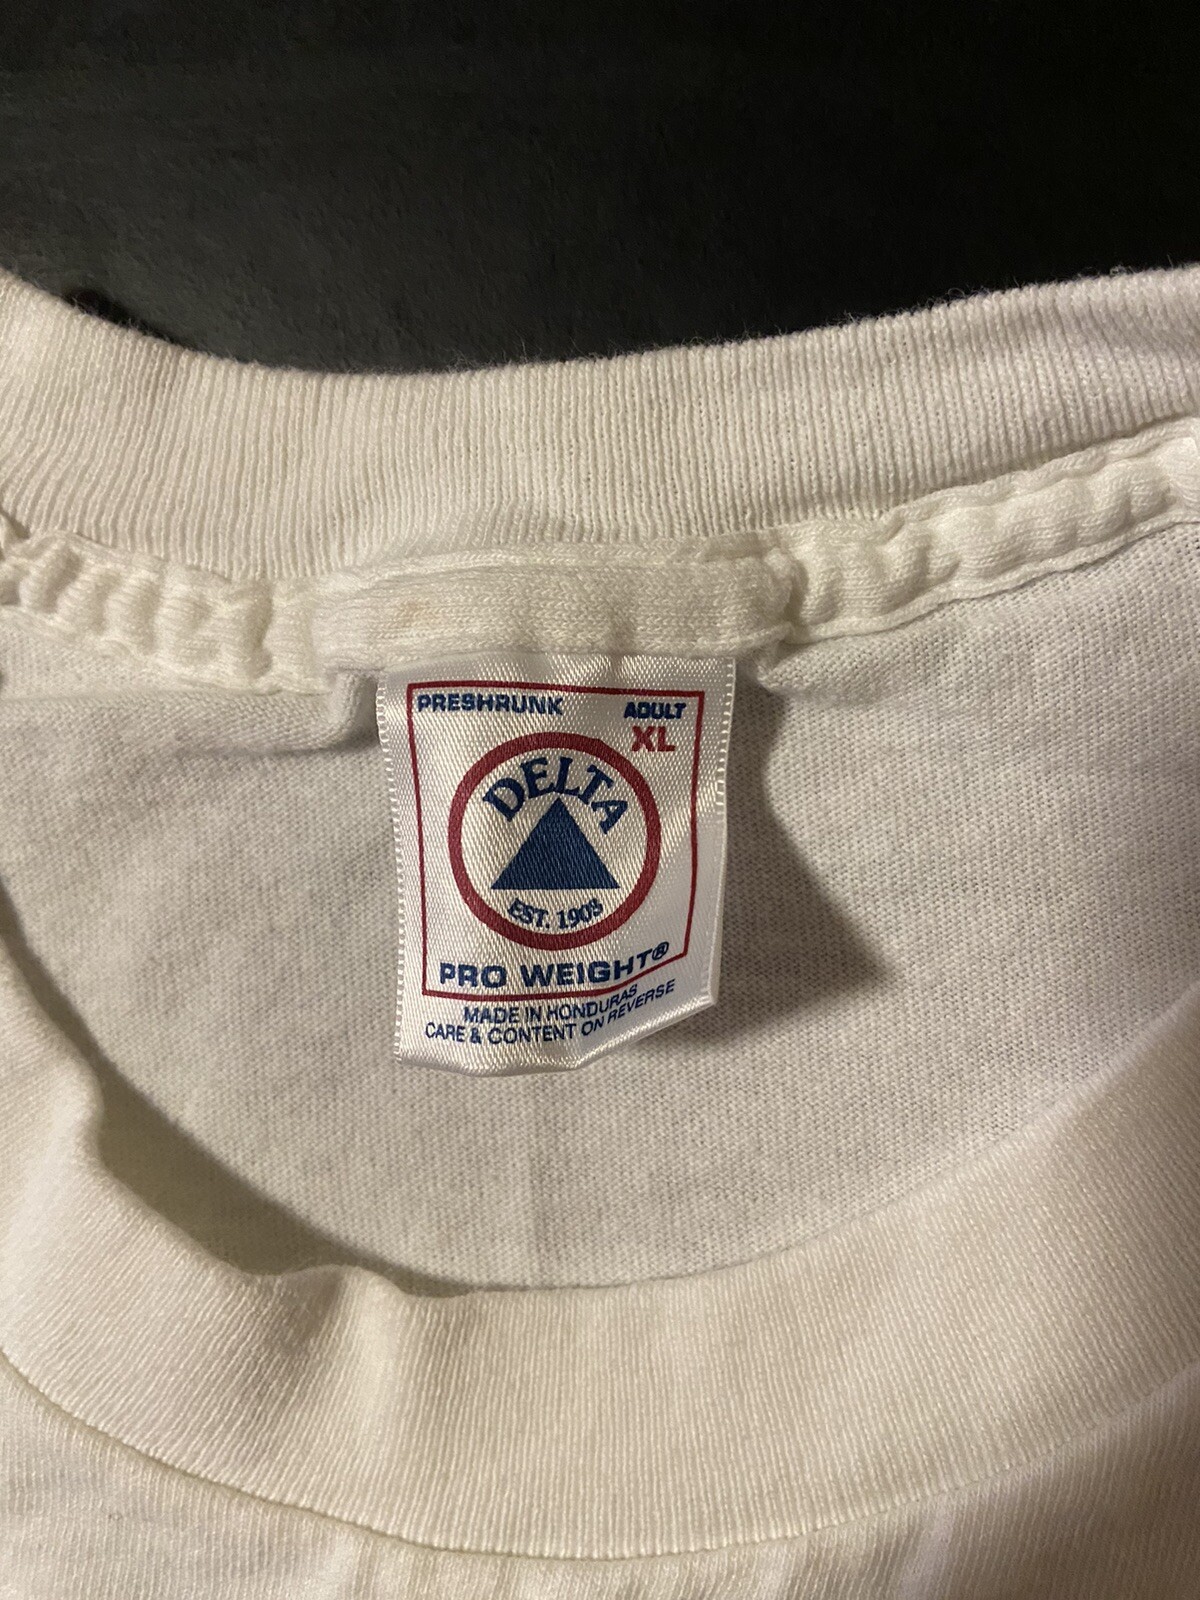 PRESHRUNK ADULT
XL
DELTA
EST. 1903
PRO WEIGHT®
MADE IN HONDURAS
CARE & CONTENT ON REVERSE